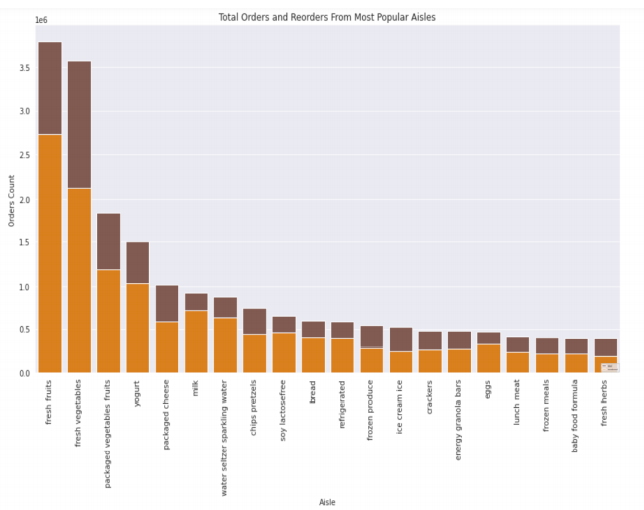 Total Orders and Reorders From Most Popular Aisles
1e6
3.5
3.0
2.5
2.0
1.5
1.0
0.5
0.0
Orders Count
fresh fruits
fresh vegetables
packaged vegetables fruits
yogurt
packaged cheese
milk
water seltzer sparkling water
chips pretzels
soy lactosefree
bread
refrigerated
frozen produce
ice cream ice
crackers
energy granola bars
eggs
lunch meat
frozen meals
baby food formula
fresh herbs
Aisle